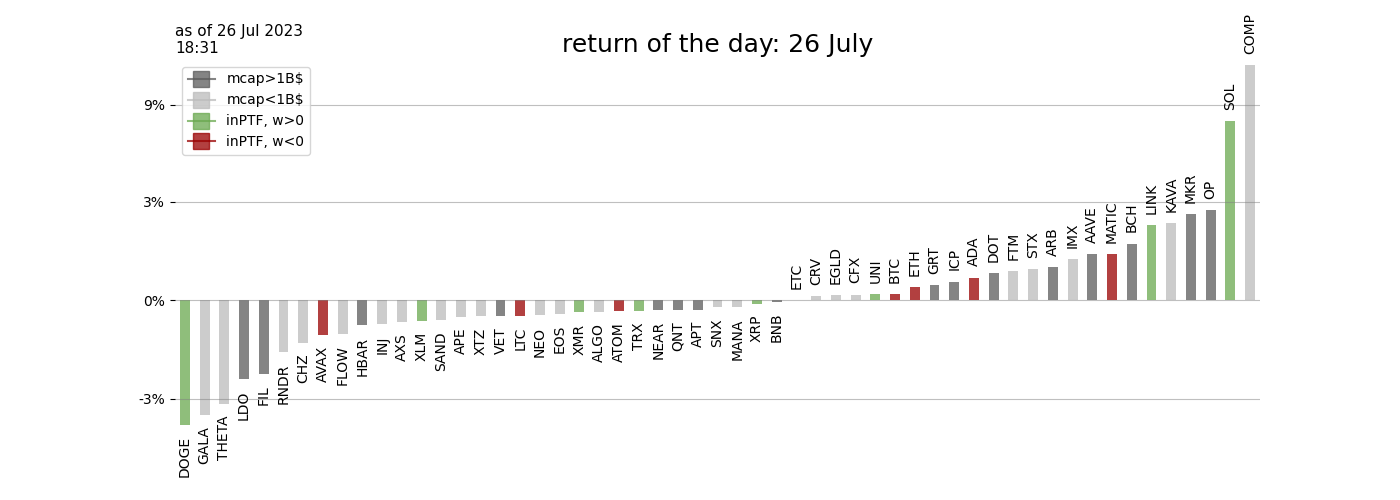 as of 26 Jul 2023
18:31
return of the day: 26 July
mcap>1B$
mcap<1B$
inPTF, w>0
inPTF, w<0
9%
3%
0%
-3%
DOGE
GALA
THETA
LDO
FIL
RNDR
CHZ
AVAX
FLOW
HBAR
INJ
AXS
XLM
SAND
APE
XTZ
VET
LTC
NEO
EOS
XMR
ALGO
ATOM
TRX
NEAR
QNT
APT
SNX
MANA
XRP
BNB
ETC
CRV
EGLD
CFX
UNI
BTC
ETH
GRT
ICP
ADA
DOT
FTM
STX
ARB
IMX
AAVE
MATIC
BCH
LINK
KAVA
MKR
OP
SOL
COMP